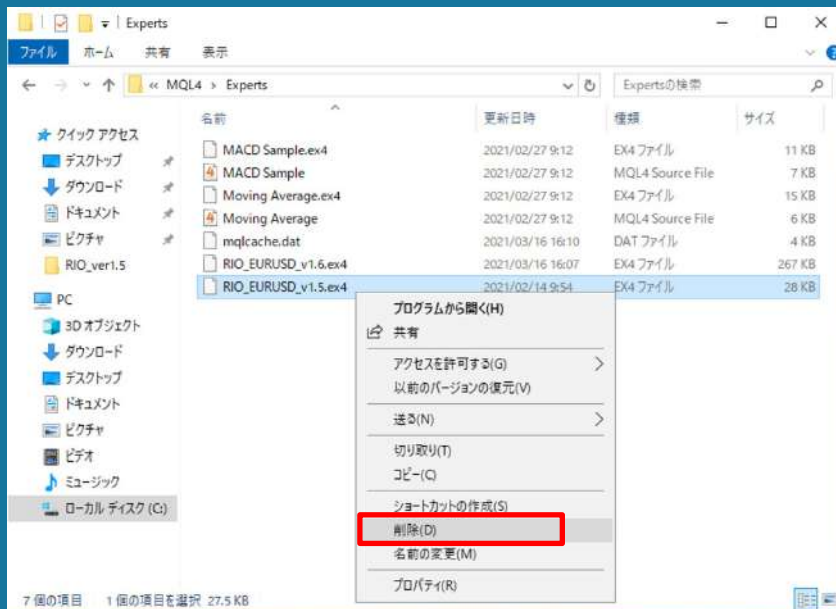 Experts
ファイル ホーム 共有 表示
« MQL4 › Experts Expertsの検索
名前 更新日時 種類 サイズ
クイック アクセス
デスクトップ
ダウンロード
ドキュメント
ピクチャ
RIO_ver1.5
PC
3D オブジェクト
ダウンロード
デスクトップ
ドキュメント
ピクチャ
ビデオ
ミュージック
ローカル ディスク (C:)
MACD Sample.ex4 2021/02/27 9:12 EX4 ファイル 11 KB
MACD Sample 2021/02/27 9:12 MQL4 Source File 7 KB
Moving Average.ex4 2021/02/27 9:12 EX4 ファイル 15 KB
Moving Average 2021/02/27 9:12 MQL4 Source File 6 KB
mqlcache.dat 2021/03/16 16:10 DAT ファイル 4 KB
RIO_EURUSD_v1.6.ex4 2021/03/16 16:07 EX4 ファイル 267 KB
RIO_EURUSD_v1.5.ex4 2021/02/14 9:54 EX4 ファイル 28 KB
プログラムから開く(H)
共有
アクセスを許可する(G)
以前のバージョンの復元(V)
送る(N)
切り取り(T)
コピー(C)
ショートカットの作成(S)
削除(D)
名前の変更(M)
プロパティ(R)
7 個の項目 1 個の項目を選択 27.5 KB